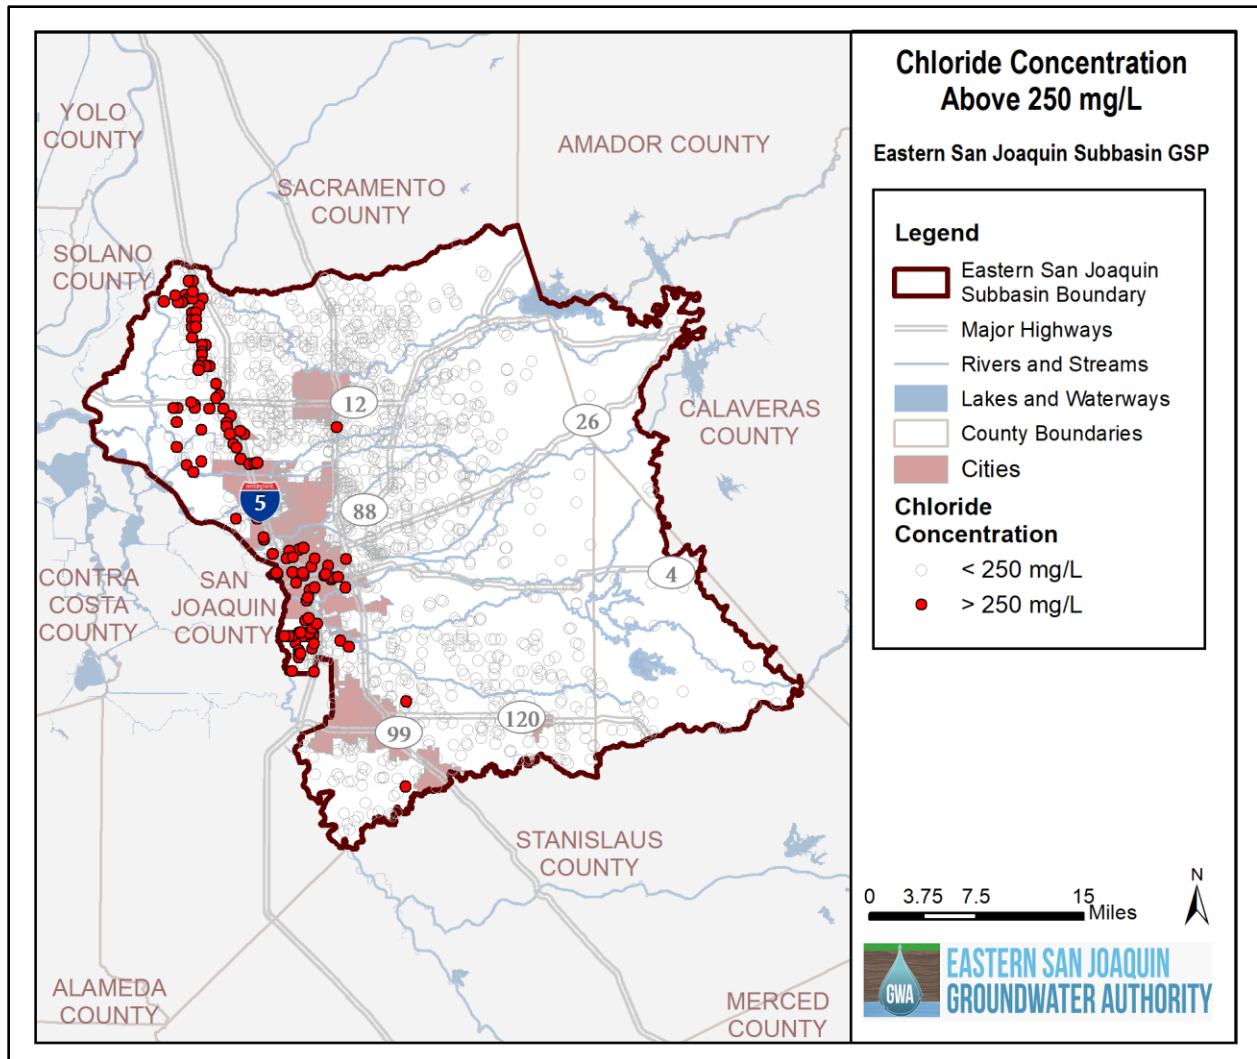 Chloride Concentration
Above 250 mg/L
Eastern San Joaquin Subbasin GSP
Legend
Eastern San Joaquin
Subbasin Boundary
Major Highways
Rivers and Streams
Lakes and Waterways
County Boundaries
Cities
Chloride
Concentration
< 250 mg/L
> 250 mg/L
YOLO
COUNTY
AMADOR COUNTY
SACRAMENTO
COUNTY
SOLANO
COUNTY
12
26
CALAVERAS
COUNTY
INTERSTATE
5
88
4
CONTRA
COSTA
COUNTY
SAN
JOAQUIN
COUNTY
120
99
STANISLAUS
COUNTY
ALAMEDA
COUNTY
MERCED
COUNTY
N
0 3.75 7.5 15
Miles
GWA
EASTERN SAN JOAQUIN
GROUNDWATER AUTHORITY